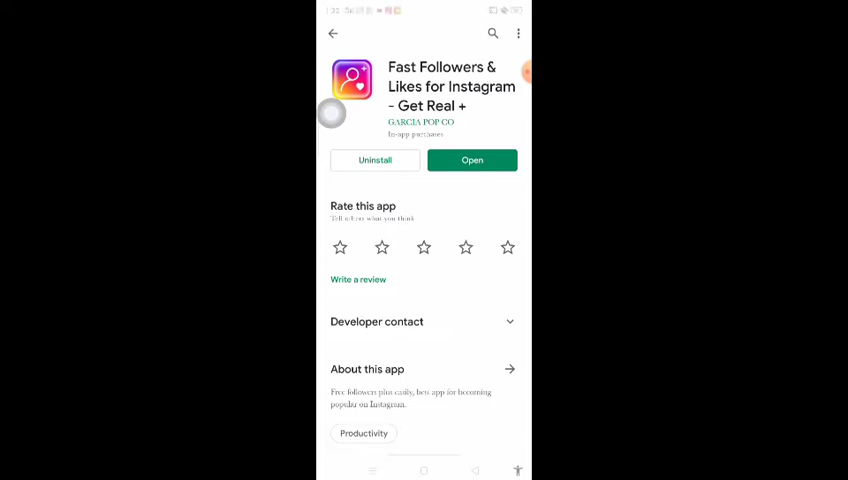 1:32
Fast Followers &
Likes for Instagram
- Get Real +
GARCIA POP CO
In-app purchases
Uninstall
Open
Rate this app
Tell others what you think
Write a review
Developer contact
About this app
Free followers plus easily, best app for becoming
popular on Instagram.
Productivity